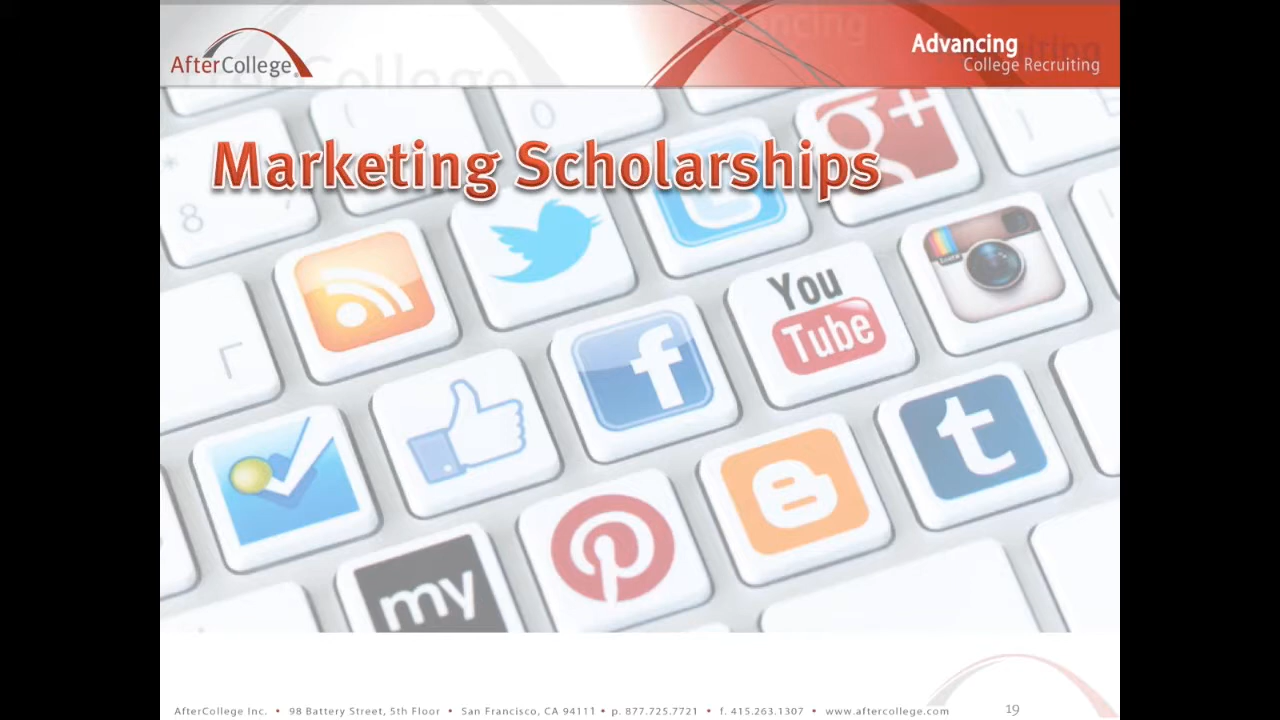 AfterCollege
Advancing
College Recruiting
Marketing Scholarships
8
You
Tube
my
AfterCollege Inc. • 98 Battery Street, 5th Floor • San Francisco, CA 94111 • p. 877.725.7721 • f. 415.263.1307 • www.aftercollege.com
19